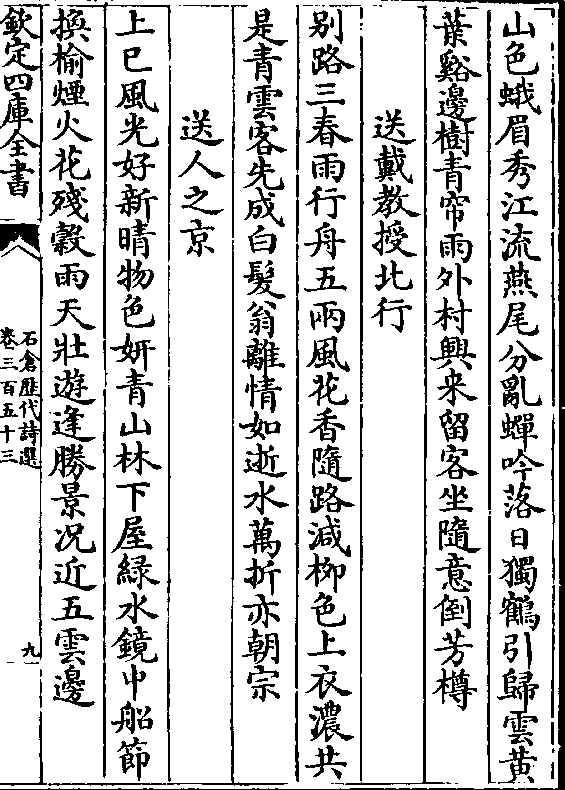 山色蛾眉秀江流燕尾分亂蟬吟落日獨鶴引歸雲黃
葉谿邊樹青帘雨外村興来留客坐隨意倒芳樽
送戴教授北行
别路三春雨行舟五兩風花香隨路減柳色上衣濃共
是青雲客先成白髮翁離情如逝水萬折亦朝宗
送人之京
上巳風光好新晴物色妍青山林下屋緑水鏡中船節
換榆煙火花殘穀雨天壯遊逢勝景况近五雲邊
欽定四庫全書
石倉歴代詩選
卷三百五十三
九